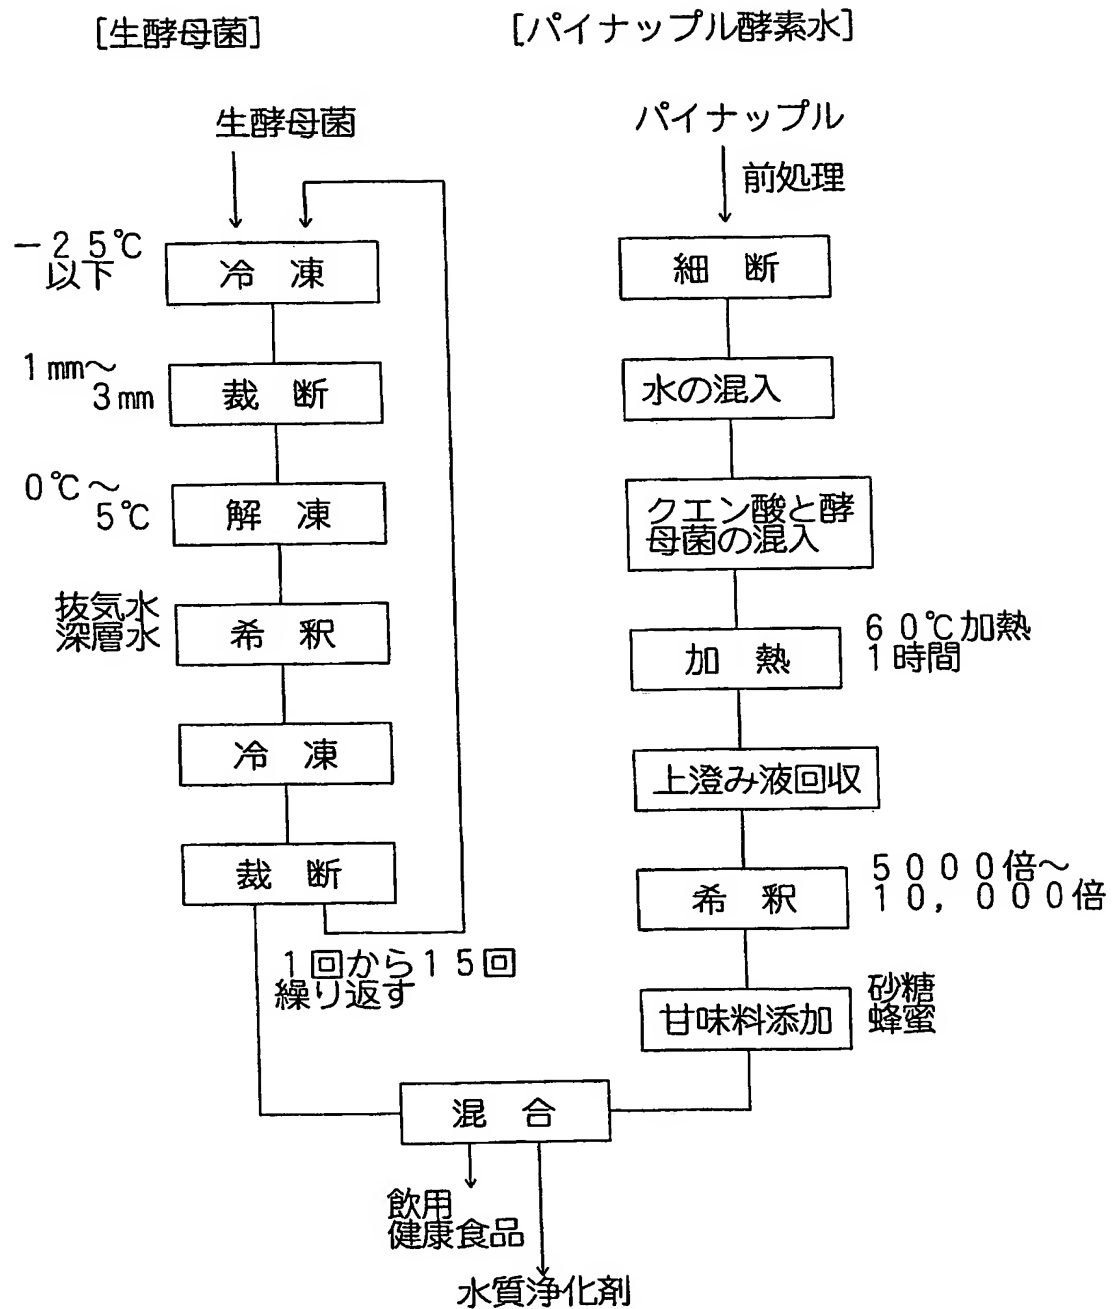 [生酵母菌]
[パイナップル酵素水]
生酵母菌
－２５℃
以下
冷　凍
1mm～
3mm
裁　断
0℃～
5℃
解　凍
抜気水
深層水
希　釈
冷　凍
裁　断
１回から１５回
繰り返す
パイナップル
前処理
細　断
水の混入
クエン酸と酵
母菌の混入
加　熱
６０℃加熱
１時間
上澄み液回収
希　釈
５０００倍～
１０，０００倍
甘味料添加
砂糖
蜂蜜
混　合
飲用
健康食品
水質浄化剤